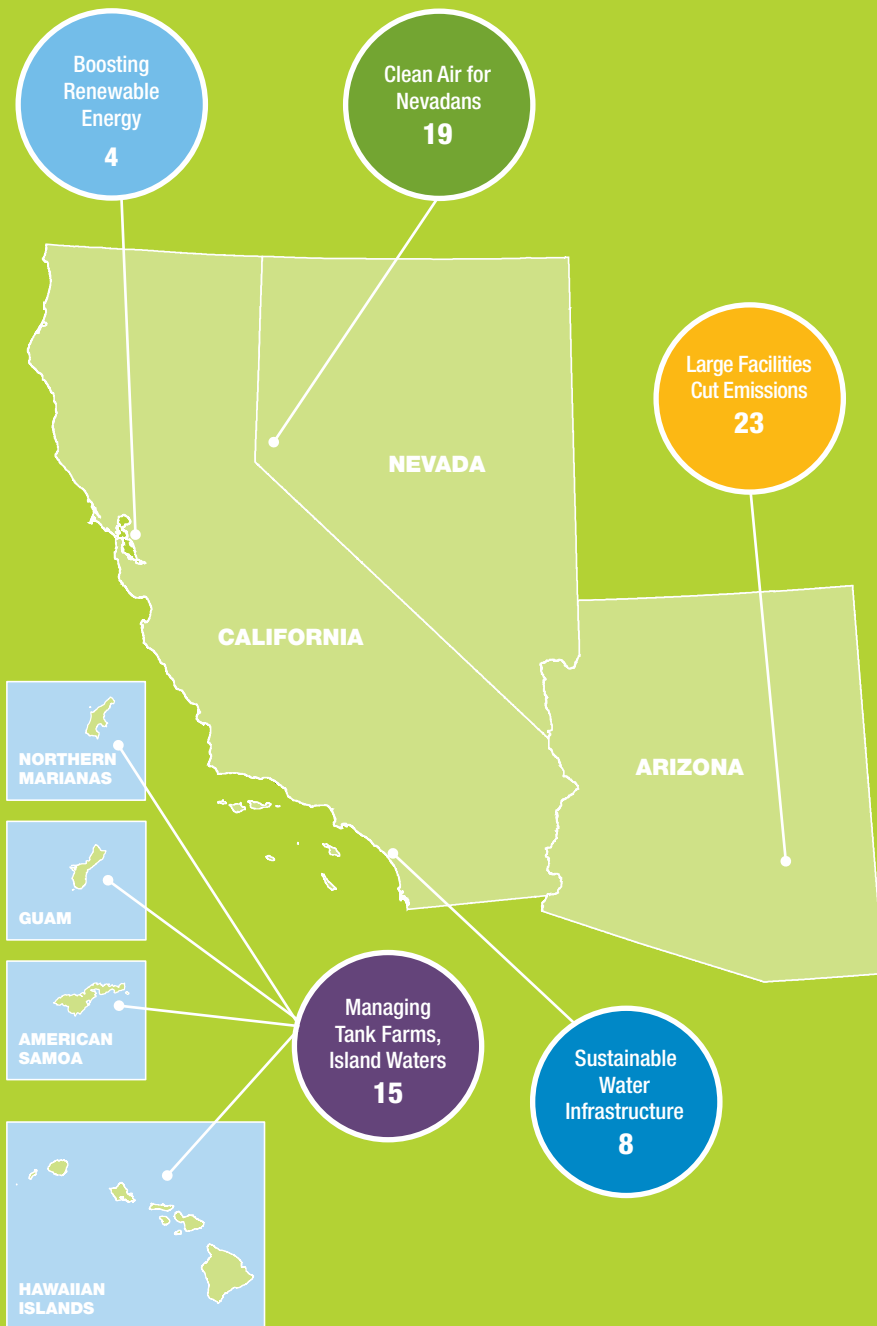 Boosting
Renewable
Energy
4
Clean Air for
Nevadans
19
Large Facilities
Cut Emissions
23
NEVADA
CALIFORNIA
ARIZONA
NORTHERN
MARIANAS
GUAM
AMERICAN
SAMOA
HAWAIIAN
ISLANDS
Managing
Tank Farms,
Island Waters
15
Sustainable
Water
Infrastructure
8